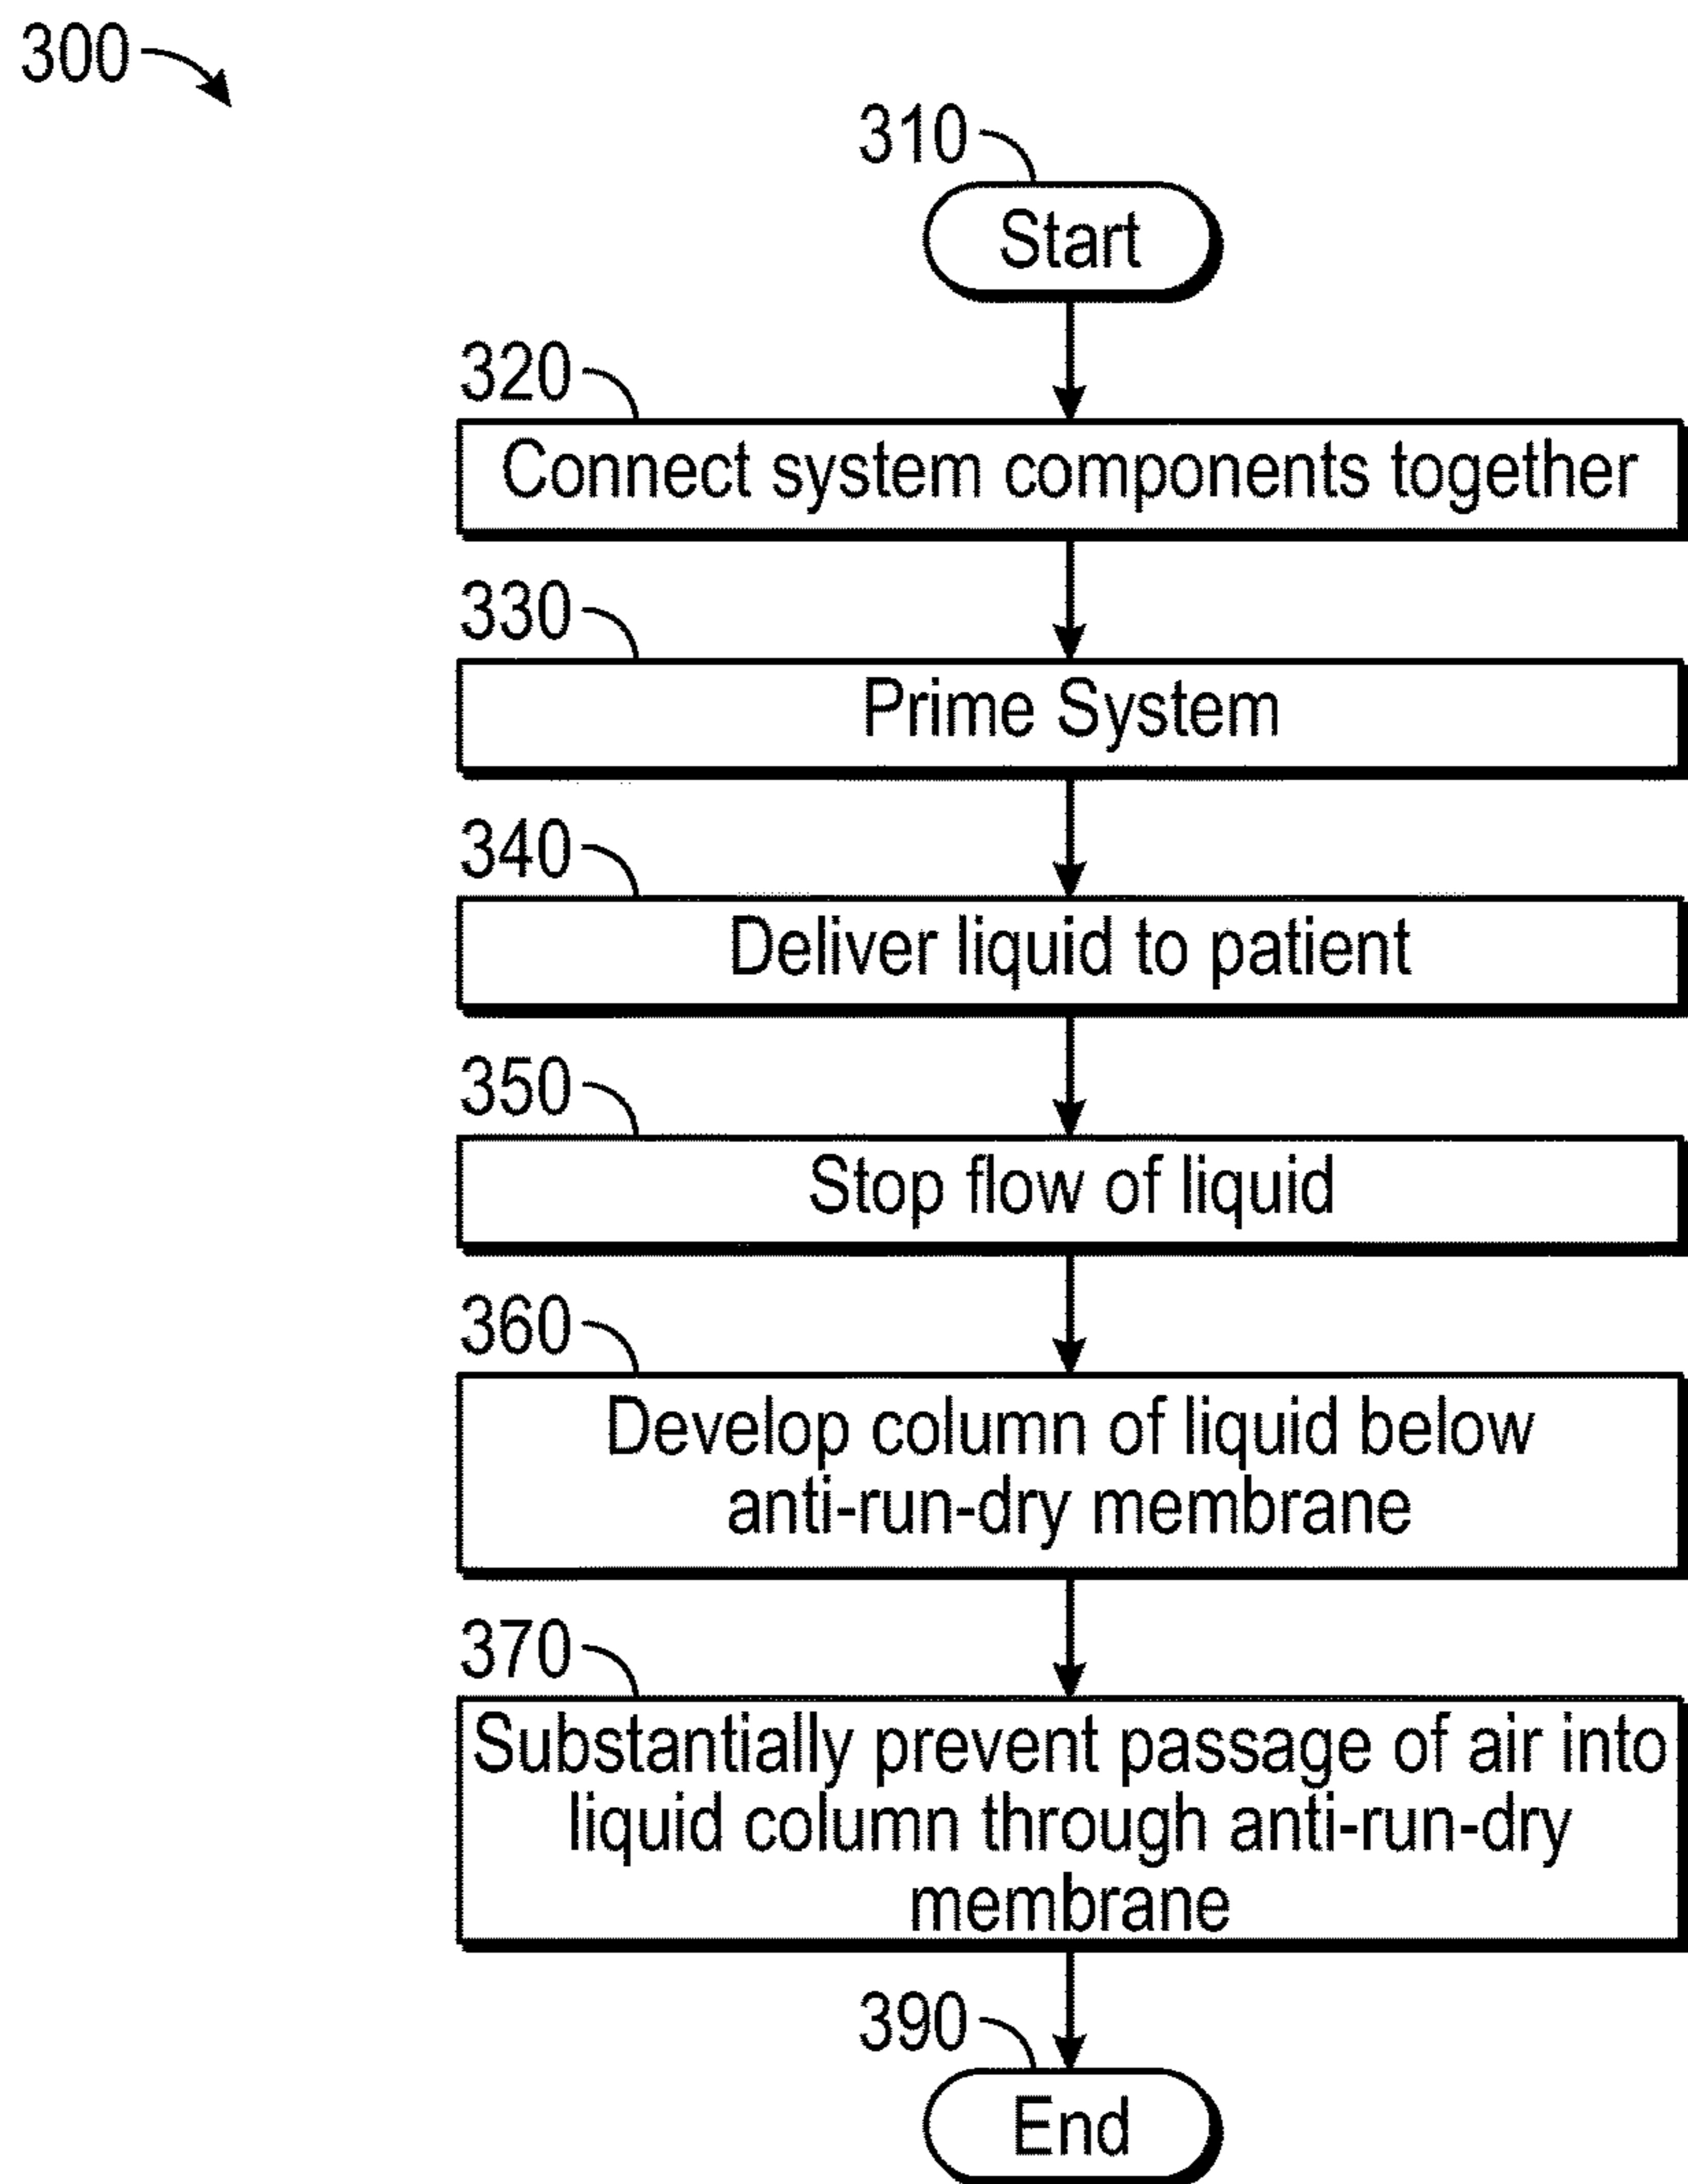 300
310
Start
320
Connect system components together
330
Prime System
340
Deliver liquid to patient
350
Stop flow of liquid
360
Develop column of liquid below
anti-run-dry membrane
370
Substantially prevent passage of air into
liquid column through anti-run-dry
membrane
390
End